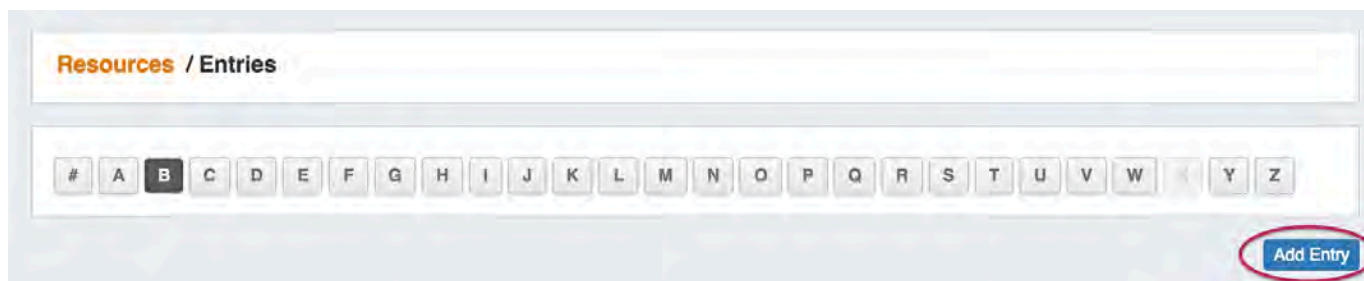 Resources / Entries
# A B C D E F G H I J K L M N O P Q R S T U V W X Y Z
Add Entry